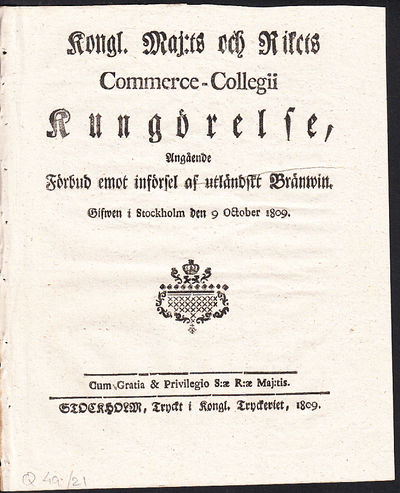 Kongl. Maj:ts och Rikets
Commerce-Collegii
Kungörelse,
Angående
Förbud emot införsel af utländskt Bränwin.
Gifwen i Stockholm den 9 October 1809.
Cum Gratia & Privilegio S:æ R:æ Maj:tis.
STOCKHOLM, Tryckt i Kongl. Tryckeriet, 1809.
Q 49:/21